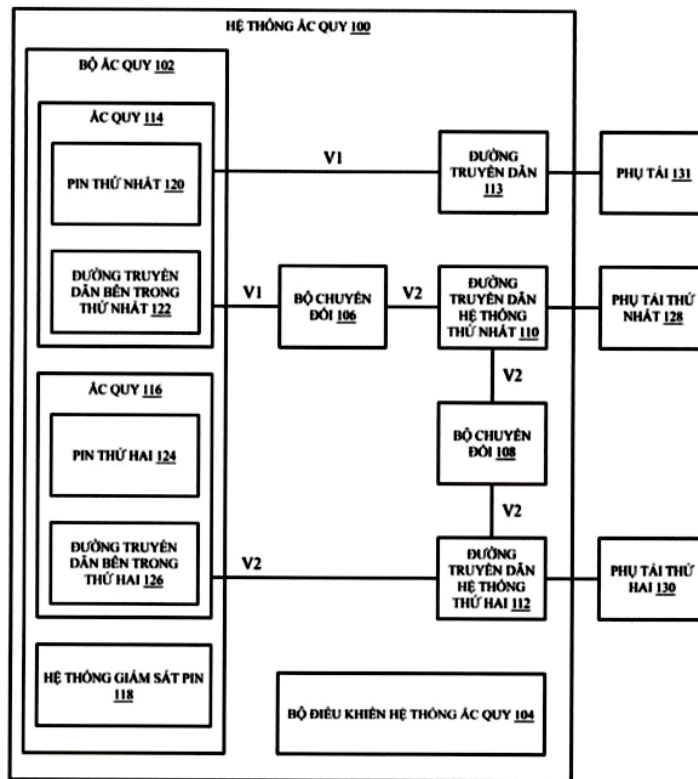 HỆ THỐNG ẮC QUY 100
BỘ ẮC QUY 102
ẮC QUY 114
PIN THỨ NHẤT 120
V1
ĐƯỜNG
TRUYỀN DẪN
113
PHỤ TẢI 131
ĐƯỜNG TRUYỀN
DẪN BÊN TRONG
THỨ NHẤT 122
V1
BỘ CHUYỂN
ĐỔI 106
V2
ĐƯỜNG
TRUYỀN DẪN
HỆ THỐNG
THỨ NHẤT 110
PHỤ TẢI THỨ
NHẤT 128
V2
ẮC QUY 116
PIN THỨ HAI 124
BỘ CHUYỂN
ĐỔI 108
V2
ĐƯỜNG TRUYỀN
DẪN BÊN TRONG
THỨ HAI 126
V2
ĐƯỜNG
TRUYỀN DẪN
HỆ THỐNG
THỨ HAI 112
PHỤ TẢI THỨ
HAI 130
HỆ THỐNG GIÁM SÁT PIN
118
BỘ ĐIỀU KHIỂN HỆ THỐNG ẮC QUY 104